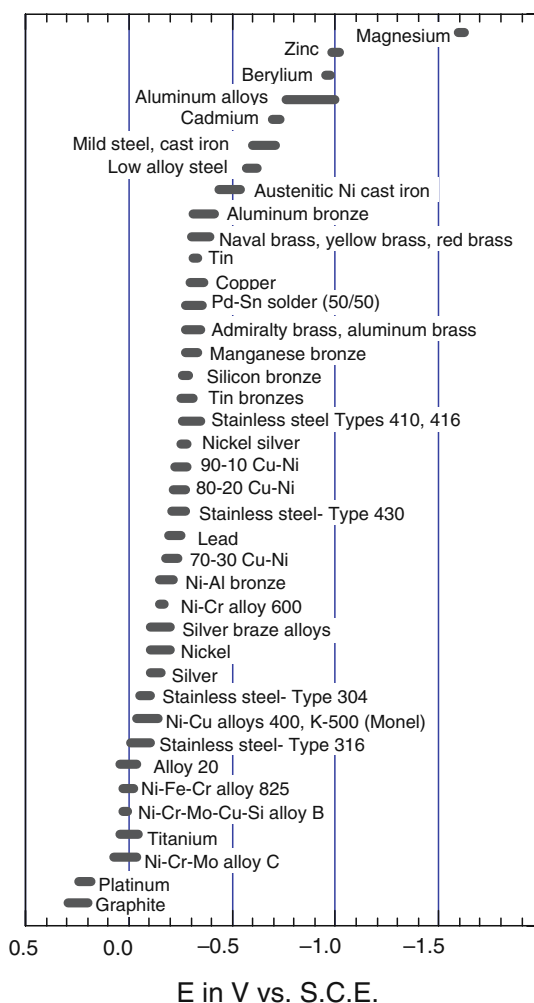 Magnesium
Zinc
Berylium
Aluminum alloys
Cadmium
Mild steel, cast iron
Low alloy steel
Austenitic Ni cast iron
Aluminum bronze
Naval brass, yellow brass, red brass
Tin
Copper
Pd-Sn solder (50/50)
Admiralty brass, aluminum brass
Manganese bronze
Silicon bronze
Tin bronzes
Stainless steel Types 410, 416
Nickel silver
90-10 Cu-Ni
80-20 Cu-Ni
Stainless steel- Type 430
Lead
70-30 Cu-Ni
Ni-Al bronze
Ni-Cr alloy 600
Silver braze alloys
Nickel
Silver
Stainless steel- Type 304
Ni-Cu alloys 400, K-500 (Monel)
Stainless steel- Type 316
Alloy 20
Ni-Fe-Cr alloy 825
Ni-Cr-Mo-Cu-Si alloy B
Titanium
Ni-Cr-Mo alloy C
Platinum
Graphite
0.5 0.0 –0.5 –1.0 –1.5
E in V vs. S.C.E.